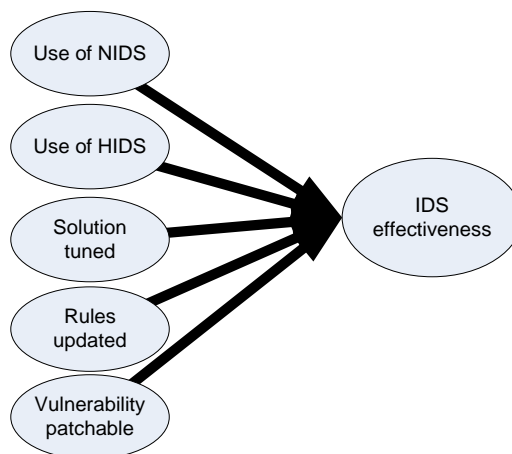 Use of NIDS
Use of HIDS
Solution
tuned
Rules
updated
Vulnerability
patchable
IDS
effectiveness